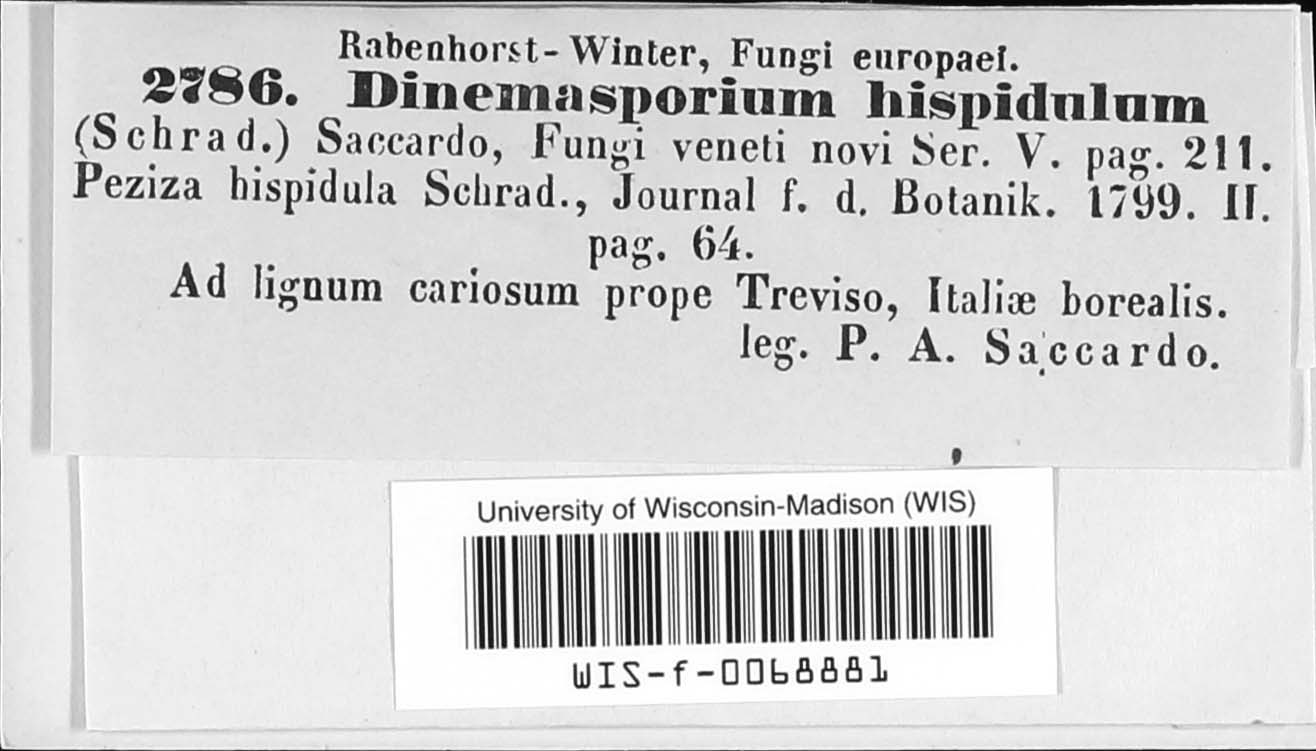 Rabenhorst-Winter, Fungi europaei.
2786. Dinemasporium hispidulum
(Schrad.) Saccardo, Fungi veneti novi Ser. V. pag. 211.
Peziza hispidula Schrad., Journal f. d. Botanik. 1799. II.
pag. 64.
Ad lignum cariosum prope Treviso, Italiæ borealis.
leg. P. A. Saccardo.
University of Wisconsin-Madison (WIS)
WIS-f-0068881